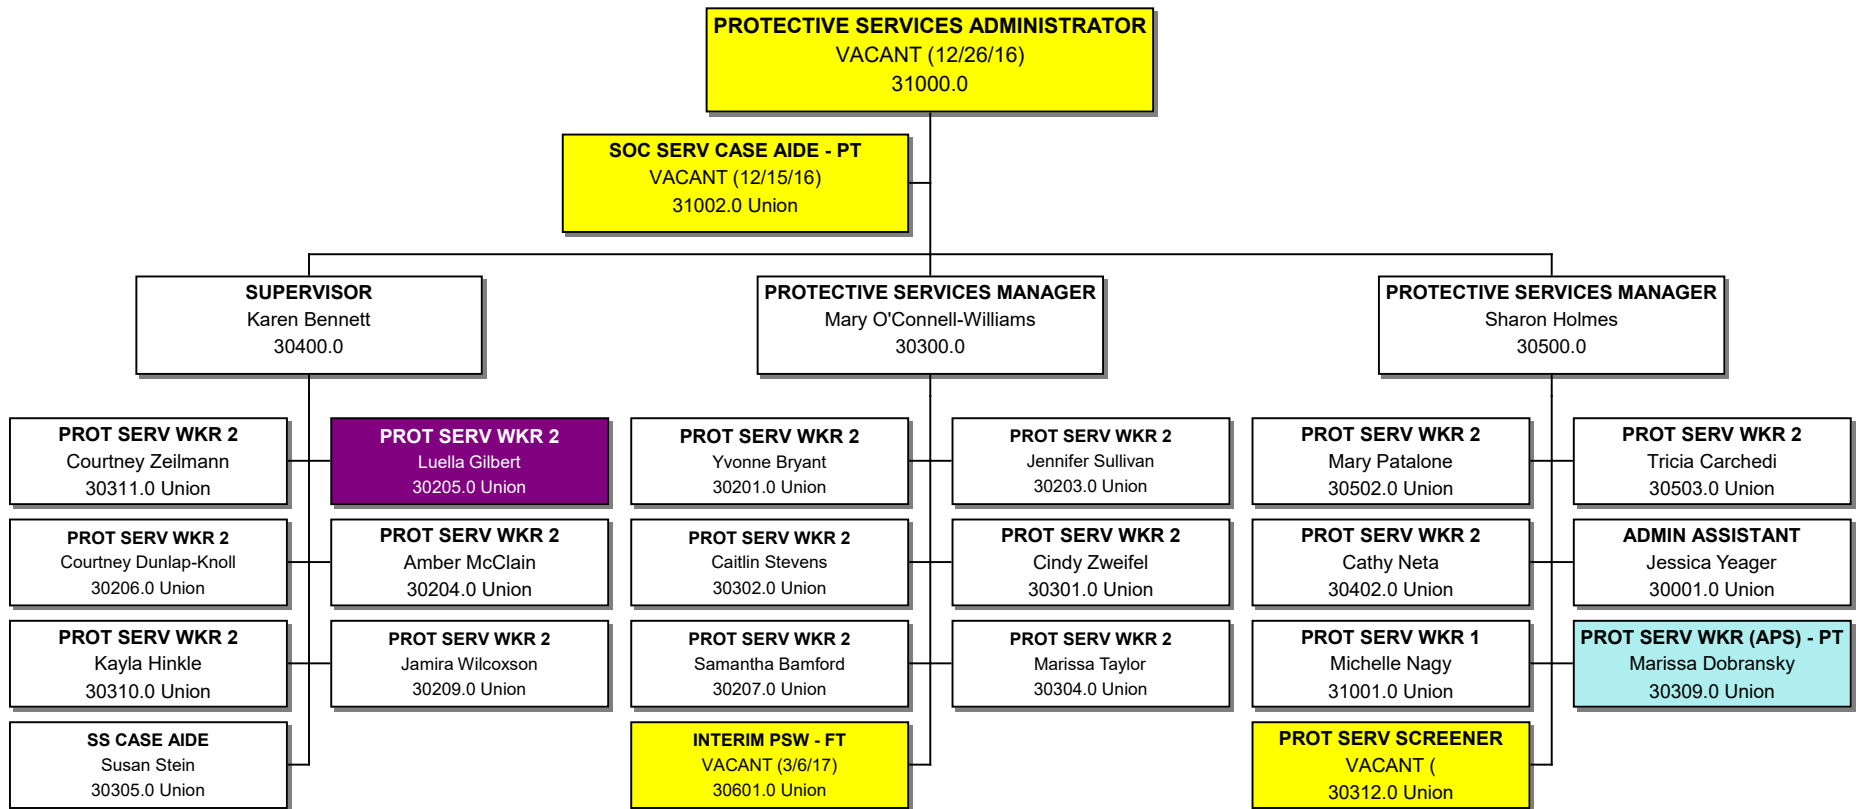 PROTECTIVE SERVICES ADMINISTRATOR
VACANT (12/26/16)
31000.0
SOC SERV CASE AIDE - PT
VACANT (12/15/16)
31002.0 Union
SUPERVISOR
Karen Bennett
30400.0
PROTECTIVE SERVICES MANAGER
Mary O'Connell-Williams
30300.0
PROTECTIVE SERVICES MANAGER
Sharon Holmes
30500.0
PROT SERV WKR 2
Courtney Zeilmann
30311.0 Union
PROT SERV WKR 2
Luella Gilbert
30205.0 Union
PROT SERV WKR 2
Yvonne Bryant
30201.0 Union
PROT SERV WKR 2
Jennifer Sullivan
30203.0 Union
PROT SERV WKR 2
Mary Patalone
30502.0 Union
PROT SERV WKR 2
Tricia Carchedi
30503.0 Union
PROT SERV WKR 2
Courtney Dunlap-Knoll
30206.0 Union
PROT SERV WKR 2
Amber McClain
30204.0 Union
PROT SERV WKR 2
Caitlin Stevens
30302.0 Union
PROT SERV WKR 2
Cindy Zweifel
30301.0 Union
PROT SERV WKR 2
Cathy Neta
30402.0 Union
ADMIN ASSISTANT
Jessica Yeager
30001.0 Union
PROT SERV WKR 2
Kayla Hinkle
30310.0 Union
PROT SERV WKR 2
Jamira Wilcoxson
30209.0 Union
PROT SERV WKR 2
Samantha Bamford
30207.0 Union
PROT SERV WKR 2
Marissa Taylor
30304.0 Union
PROT SERV WKR 1
Michelle Nagy
31001.0 Union
PROT SERV WKR (APS) - PT
Marissa Dobransky
30309.0 Union
SS CASE AIDE
Susan Stein
30305.0 Union
INTERIM PSW - FT
VACANT (3/6/17)
30601.0 Union
PROT SERV SCREENER
VACANT (
30312.0 Union